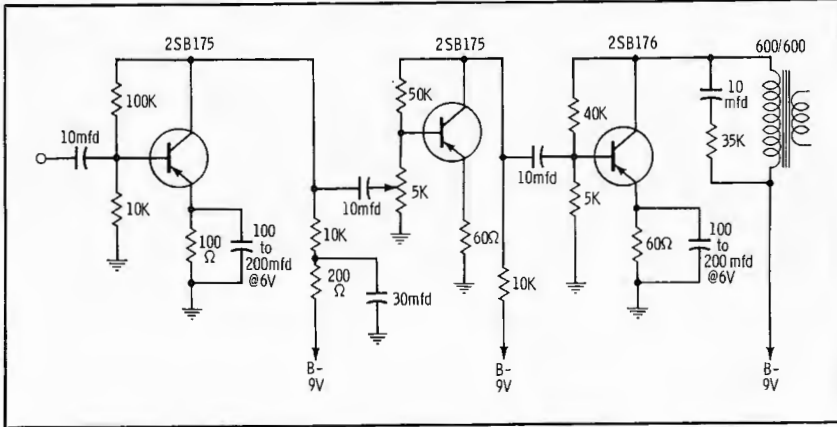 2SB175
2SB175
2SB176
600/600
100K
10mfd
10K
100
Ω
100
to
200mfd
@6V
10mfd
10K
200
Ω
30mfd
B-
9V
50K
5K
60Ω
10mfd
10K
B-
9V
40K
5K
60Ω
100
to
200 mfd
@6V
10
mfd
35K
B-
9V